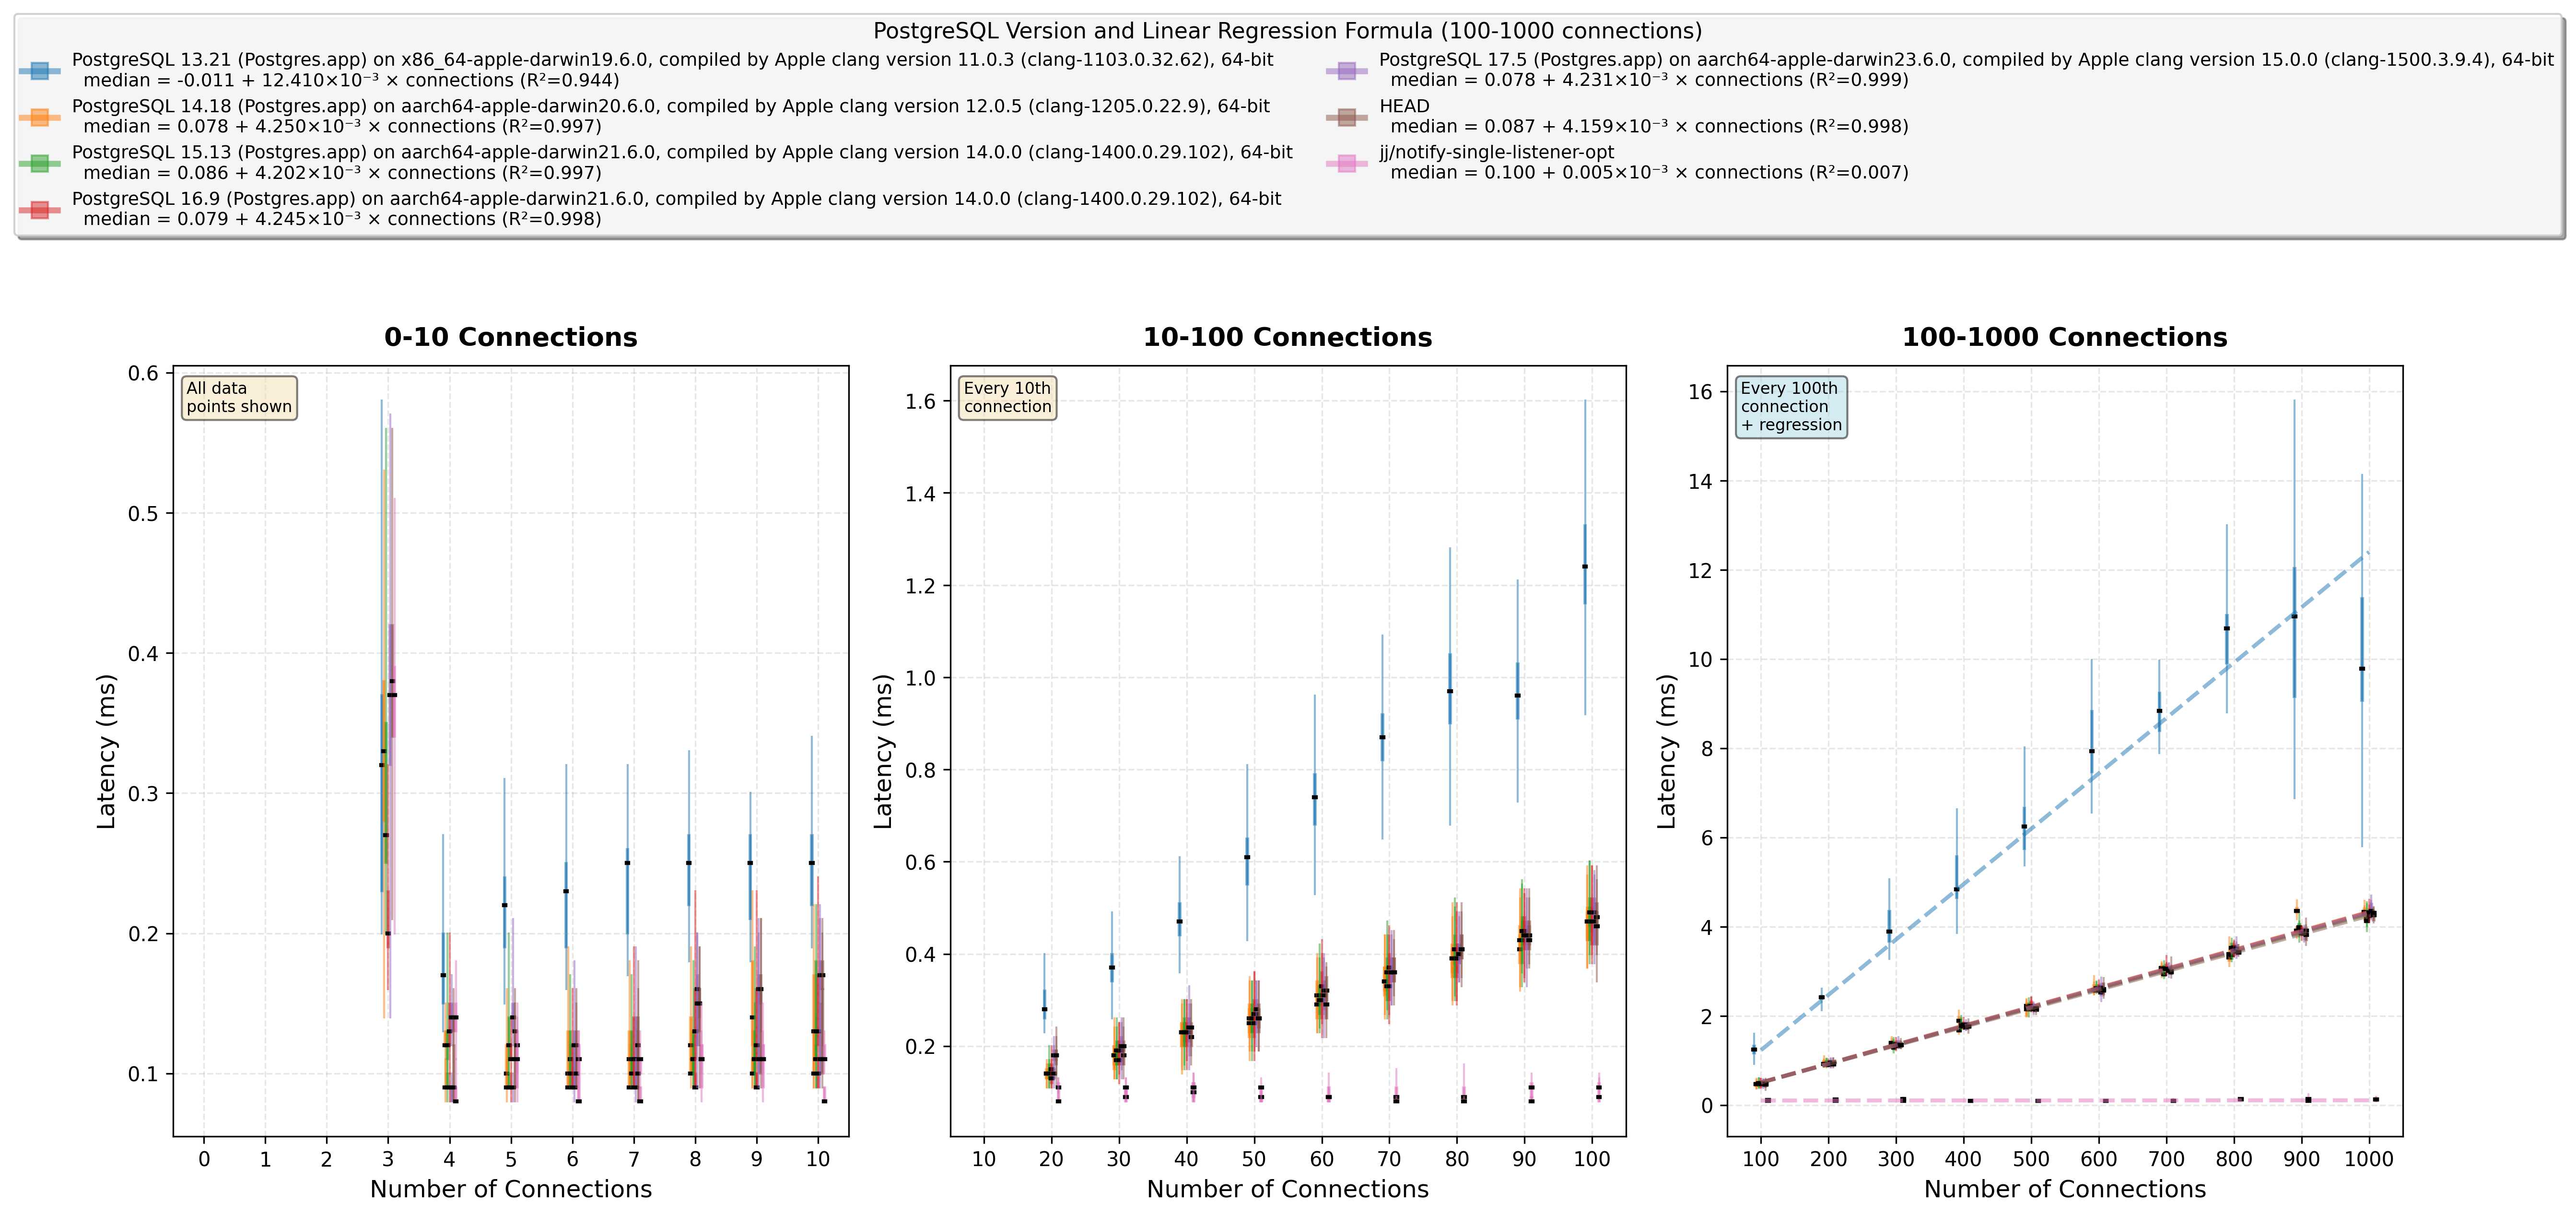 PostgreSQL Version and Linear Regression Formula (100-1000 connections)
PostgreSQL 13.21 (Postgres.app) on x86_64-apple-darwin19.6.0, compiled by Apple clang version 11.0.3 (clang-1103.0.32.62), 64-bit
median = -0.011 + 12.410×10⁻³ × connections (R²=0.944)
PostgreSQL 14.18 (Postgres.app) on aarch64-apple-darwin20.6.0, compiled by Apple clang version 12.0.5 (clang-1205.0.22.9), 64-bit
median = 0.078 + 4.250×10⁻³ × connections (R²=0.997)
PostgreSQL 15.13 (Postgres.app) on aarch64-apple-darwin21.6.0, compiled by Apple clang version 14.0.0 (clang-1400.0.29.102), 64-bit
median = 0.086 + 4.202×10⁻³ × connections (R²=0.997)
PostgreSQL 16.9 (Postgres.app) on aarch64-apple-darwin21.6.0, compiled by Apple clang version 14.0.0 (clang-1400.0.29.102), 64-bit
median = 0.079 + 4.245×10⁻³ × connections (R²=0.998)
PostgreSQL 17.5 (Postgres.app) on aarch64-apple-darwin23.6.0, compiled by Apple clang version 15.0.0 (clang-1500.3.9.4), 64-bit
median = 0.078 + 4.231×10⁻³ × connections (R²=0.999)
HEAD
median = 0.087 + 4.159×10⁻³ × connections (R²=0.998)
jj/notify-single-listener-opt
median = 0.100 + 0.005×10⁻³ × connections (R²=0.007)
0-10 Connections
All data
points shown
Latency (ms)
0.6
0.5
0.4
0.3
0.2
0.1
0 1 2 3 4 5 6 7 8 9 10
Number of Connections
10-100 Connections
Every 10th
connection
Latency (ms)
1.6
1.4
1.2
1.0
0.8
0.6
0.4
0.2
10 20 30 40 50 60 70 80 90 100
Number of Connections
100-1000 Connections
Every 100th
connection
+ regression
Latency (ms)
16
14
12
10
8
6
4
2
0
100 200 300 400 500 600 700 800 900 1000
Number of Connections